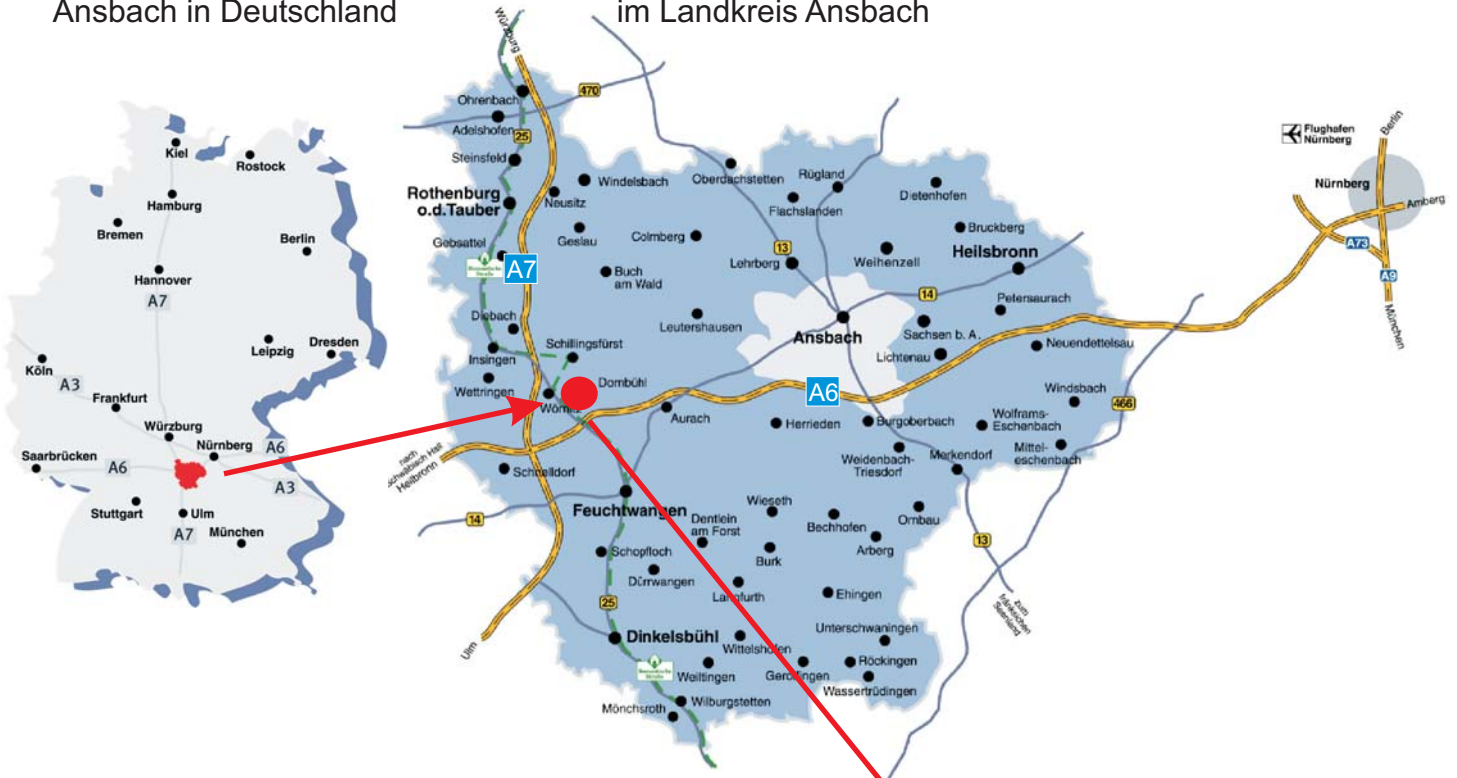 Ansbach in Deutschland
im Landkreis Ansbach
Kiel
Rostock
Hamburg
Bremen
Berlin
Hannover
A7
Leipzig
Dresden
Köln
A3
Frankfurt
Würzburg
Nürnberg
A6
Saarbrücken
A6
A3
Stuttgart
Ulm
A7
München
Würzburg
Ohrenbach
470
Adelshofen
25
Steinsfeld
Rothenburg
o.d.Tauber
Neusitz
Windelsbach
Oberdachstetten
Rügland
Flachslanden
Dietenhofen
Gebsattel
Geslau
Colmberg
Bruckberg
13
Lehrberg
Weihenzell
Heilsbronn
A7
Buch
am Wald
14
Petersaurach
Diebach
Leutershausen
Ansbach
Sachsen b. A.
Lichtenau
Neuendettelsau
Insingen
Schillingsfürst
Wettringen
Dombühl
Wörnitz
A6
Windsbach
466
Aurach
Herrieden
Burgoberbach
Wolframs-
Eschenbach
Mittel-
eschenbach
nach
Schwäbisch Hall
Heilbronn
Schnelldorf
Weidenbach-
Triesdorf
Merkendorf
14
Feuchtwangen
Dentlein
am Forst
Wieseth
Bechhofen
Ornbau
Arberg
13
Schopfloch
Burk
Dürrwangen
Langfurth
Ehingen
zum
fränkischen
Seenland
25
Ulm
Dinkelsbühl
Wittelshofen
Unterschwaningen
Röckingen
Weiltingen
Gerolfingen
Wassertrüdingen
Wilburgstetten
Mönchsroth
Flughafen
Nürnberg
Berlin
Nürnberg
Amberg
A73
A9
München